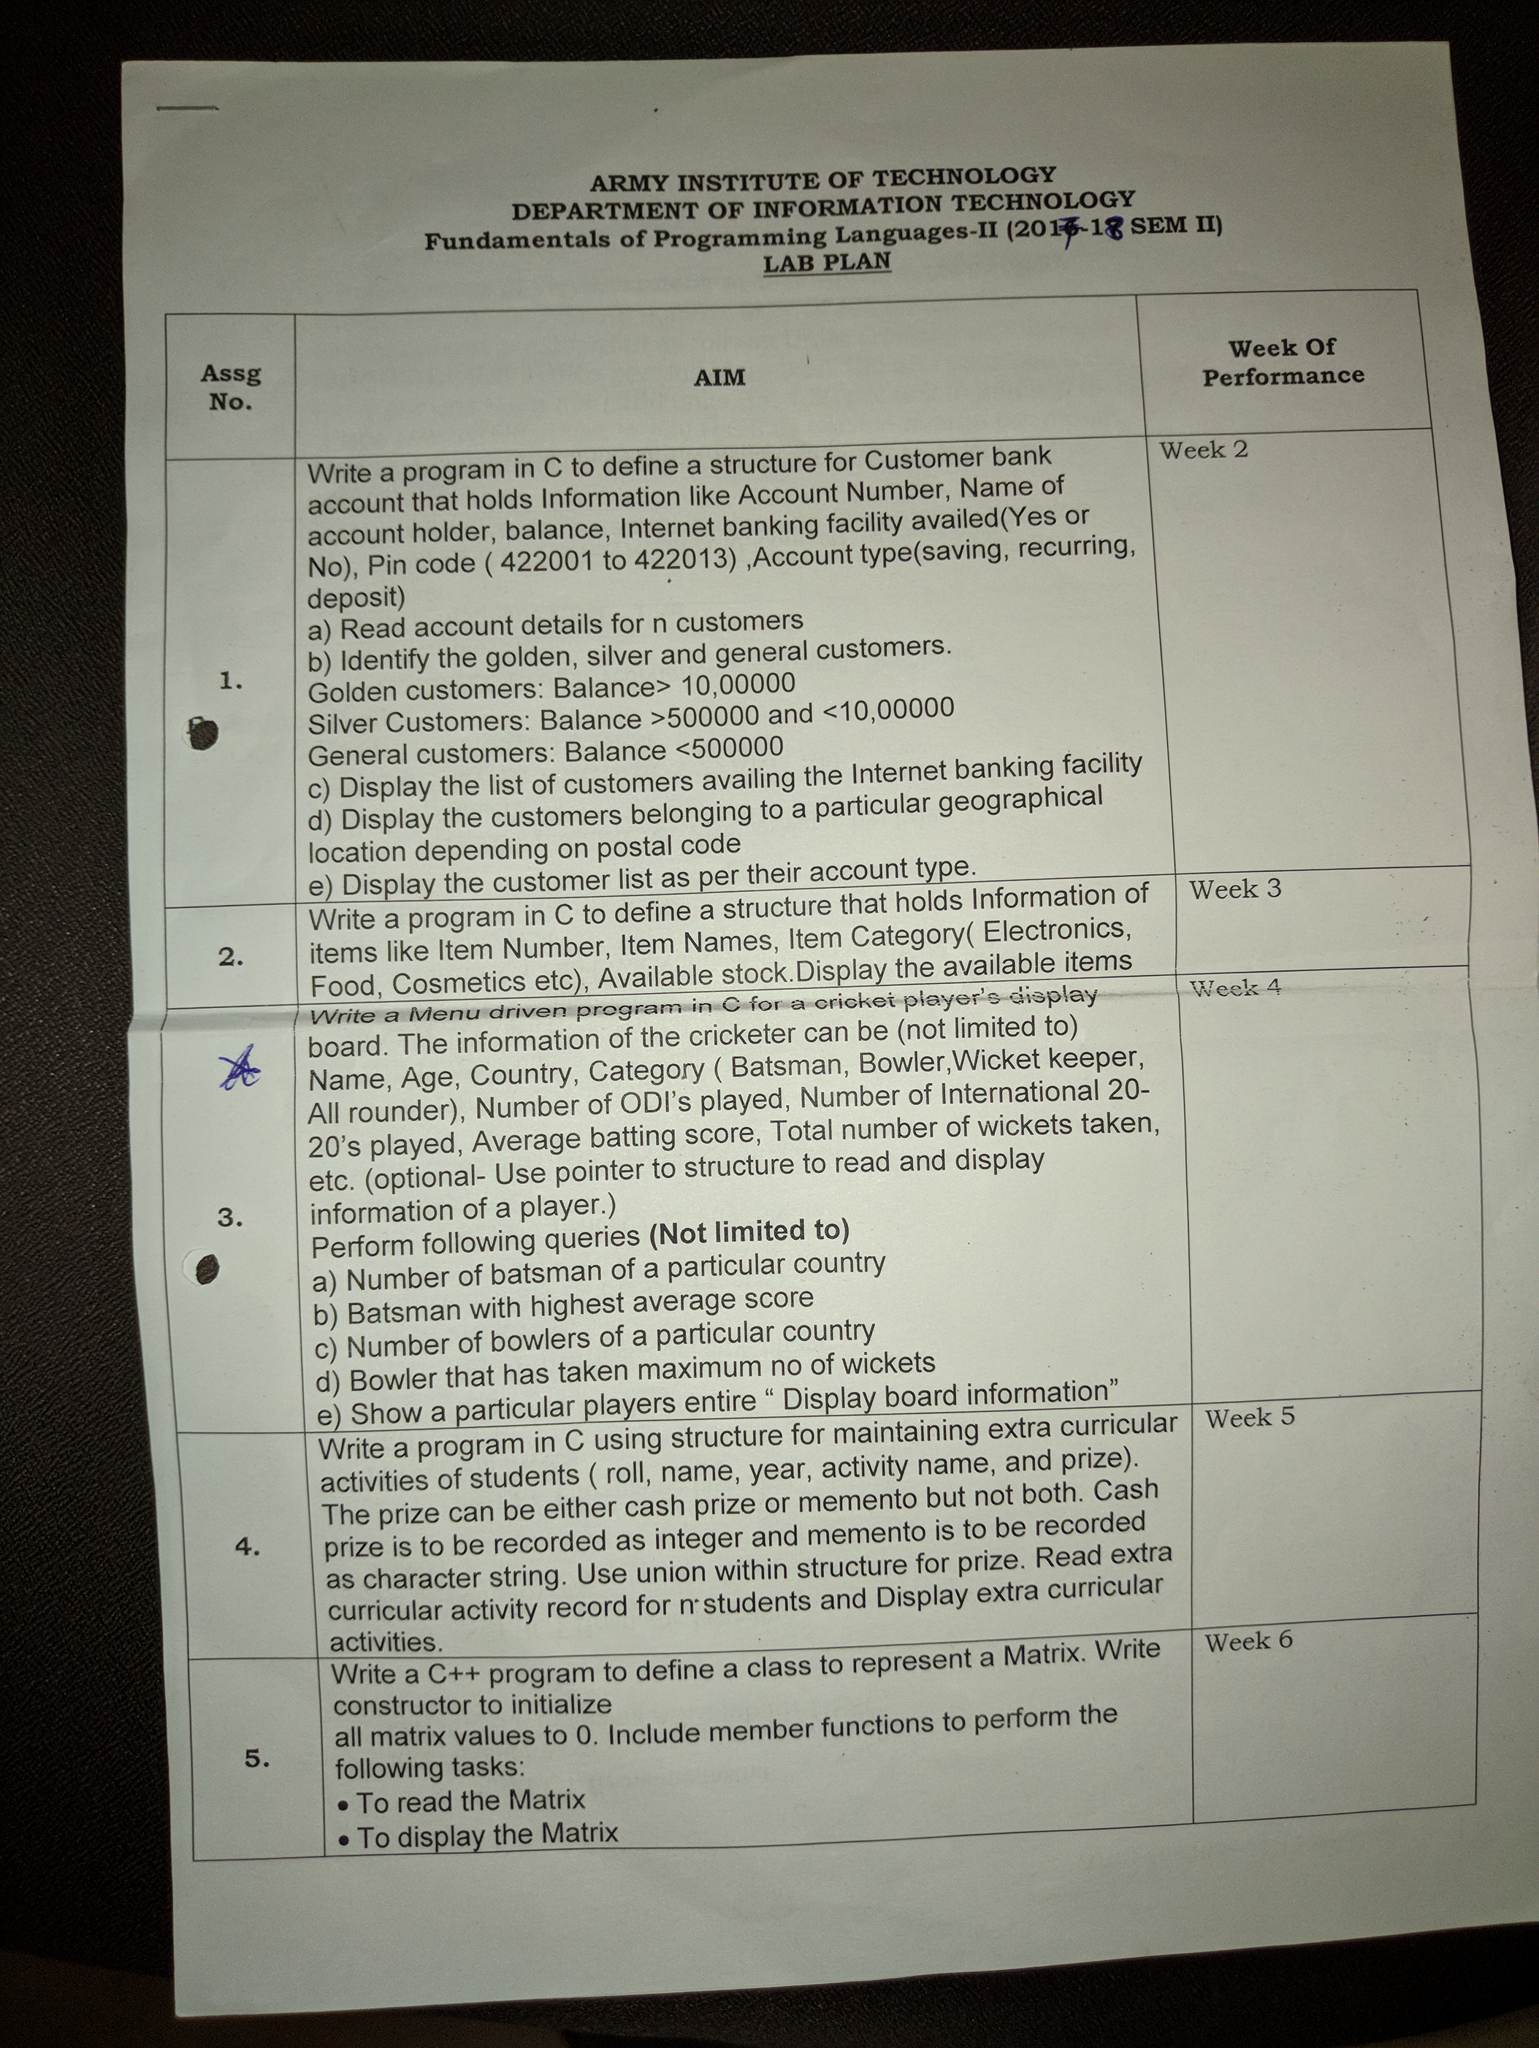 ARMY INSTITUTE OF TECHNOLOGY
DEPARTMENT OF INFORMATION TECHNOLOGY
Fundamentals of Programming Languages-II (2017-18 SEM II)
LAB PLAN
Assg
No.
AIM
Week Of
Performance
1.
Write a program in C to define a structure for Customer bank
account that holds Information like Account Number, Name of
account holder, balance, Internet banking facility availed(Yes or
No), Pin code ( 422001 to 422013) ,Account type(saving, recurring,
deposit)
a) Read account details for n customers
b) Identify the golden, silver and general customers.
Golden customers: Balance> 10,00000
Silver Customers: Balance >500000 and <10,00000
General customers: Balance <500000
c) Display the list of customers availing the Internet banking facility
d) Display the customers belonging to a particular geographical
location depending on postal code
e) Display the customer list as per their account type.
Week 2
2.
Write a program in C to define a structure that holds Information of
items like Item Number, Item Names, Item Category( Electronics,
Food, Cosmetics etc), Available stock.Display the available items
Week 3
3.
Write a Menu driven program in C for a cricket player's display
board. The information of the cricketer can be (not limited to)
Name, Age, Country, Category ( Batsman, Bowler,Wicket keeper,
All rounder), Number of ODI's played, Number of International 20-
20's played, Average batting score, Total number of wickets taken,
etc. (optional- Use pointer to structure to read and display
information of a player.)
Perform following queries (Not limited to)
a) Number of batsman of a particular country
b) Batsman with highest average score
c) Number of bowlers of a particular country
d) Bowler that has taken maximum no of wickets
e) Show a particular players entire “ Display board information”
Week 4
4.
Write a program in C using structure for maintaining extra curricular
activities of students ( roll, name, year, activity name, and prize).
The prize can be either cash prize or memento but not both. Cash
prize is to be recorded as integer and memento is to be recorded
as character string. Use union within structure for prize. Read extra
curricular activity record for n students and Display extra curricular
activities.
Week 5
5.
Write a C++ program to define a class to represent a Matrix. Write
constructor to initialize
all matrix values to 0. Include member functions to perform the
following tasks:
• To read the Matrix
• To display the Matrix
Week 6